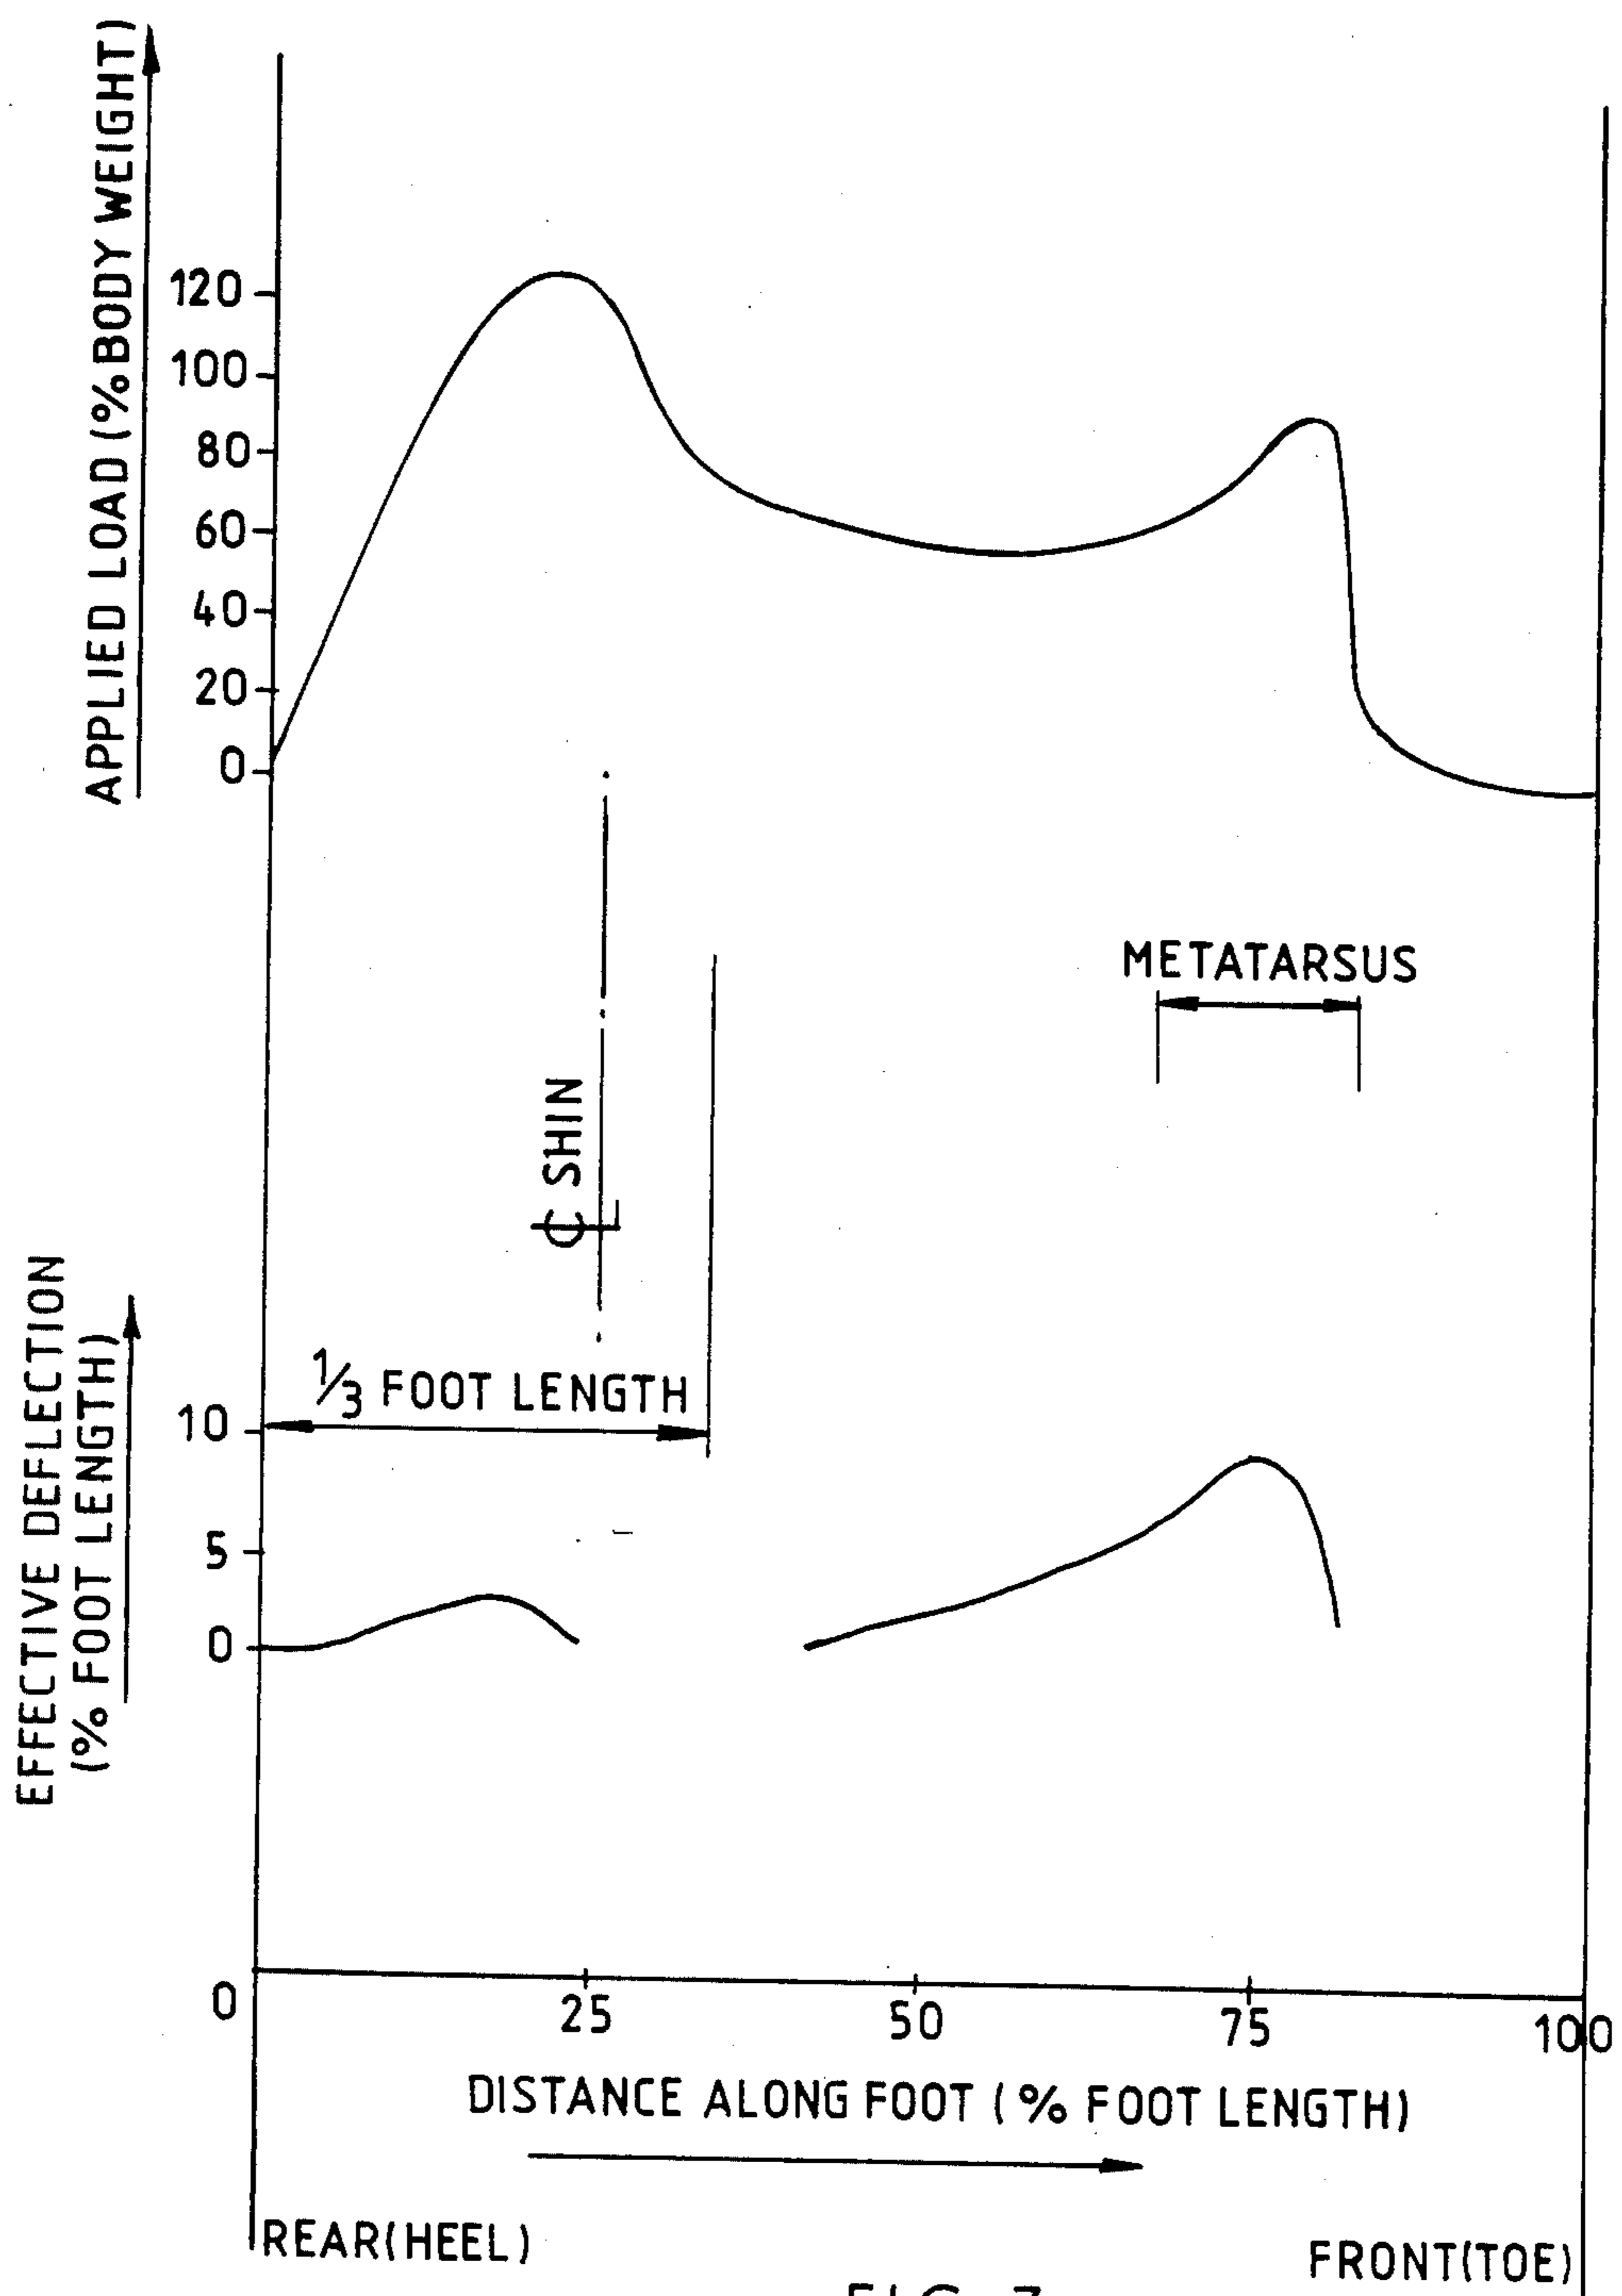 APPLIED LOAD (% BODY WEIGHT)
120
100
80
60
40
20
0
METATARSUS
℄ SHIN
EFFECTIVE DEFLECTION
(% FOOT LENGTH)
1/3 FOOT LENGTH
10
5
0
0
25
50
75
100
DISTANCE ALONG FOOT (% FOOT LENGTH)
REAR(HEEL)
FRONT(TOE)